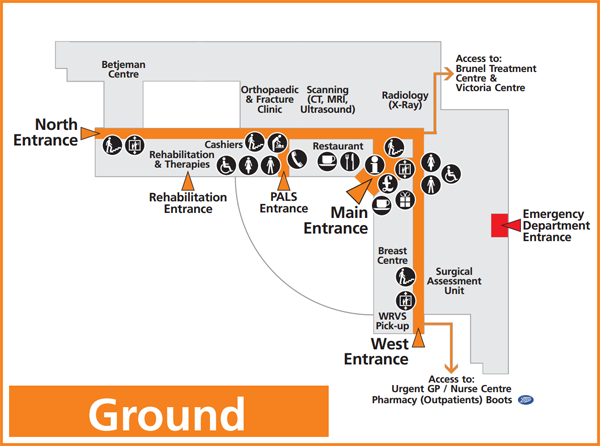 Betjeman
Centre
Orthopaedic
& Fracture
Clinic
Scanning
(CT, MRI,
Ultrasound)
Radiology
(X-Ray)
Access to:
Brunel Treatment
Centre &
Victoria Centre
North
Entrance
Cashiers
Restaurant
Rehabilitation
& Therapies
Rehabilitation
Entrance
PALS
Entrance
Main
Entrance
Emergency
Department
Entrance
Breast
Centre
Surgical
Assessment
Unit
WRVS
Pick-up
West
Entrance
Access to:
Urgent GP / Nurse Centre
Pharmacy (Outpatients) Boots
Ground